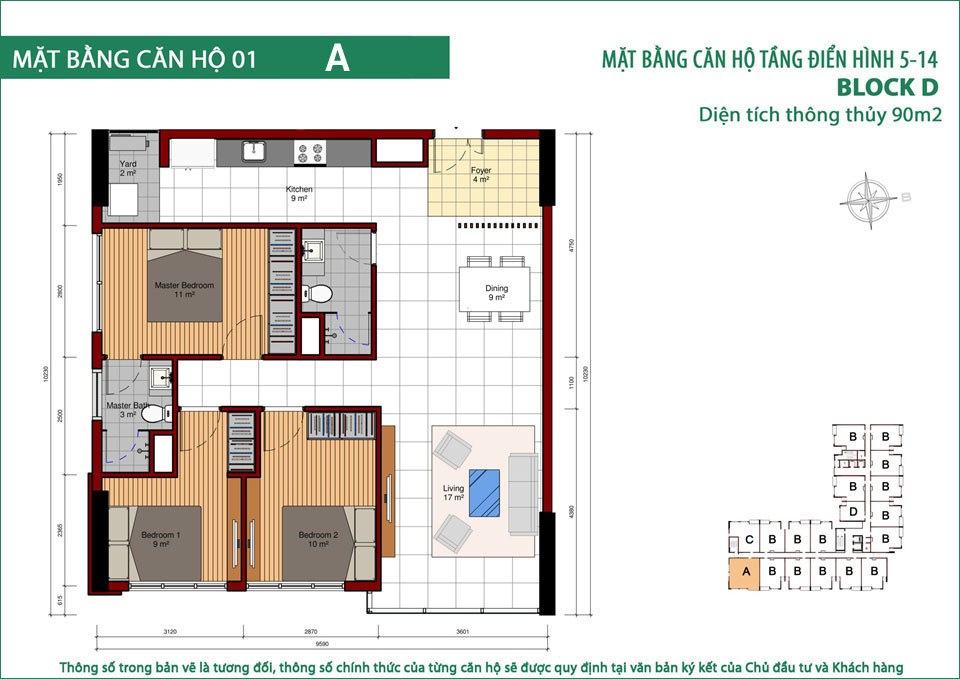 MẶT BẰNG CĂN HỘ 01 A
MẶT BẰNG CĂN HỘ TẦNG ĐIỂN HÌNH 5-14
BLOCK D
Diện tích thông thủy 90m2
Yard
2 m²
Kitchen
9 m²
Foyer
4 m²
Master Bedroom
11 m²
Dining
9 m²
Master Bath
3 m²
Living
17 m²
Bedroom 1
9 m²
Bedroom 2
10 m²
1950
2800
2500
2365
615
10230
4750
1100
4380
10230
3120
2870
3601
9590
B
B B
B
B B
D B
B
C B B B
A B B B B B
Thông số trong bản vẽ là tương đối, thông số chính thức của từng căn hộ sẽ được quy định tại văn bản ký kết của Chủ đầu tư và Khách hàng